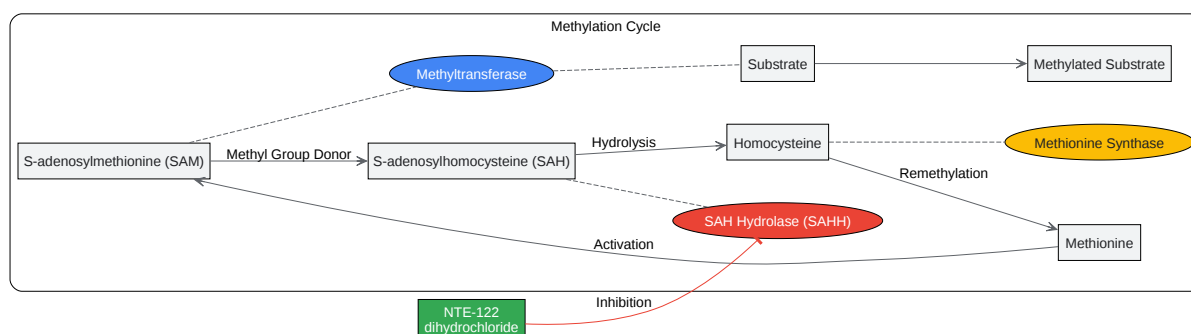 Methylation Cycle
Methyltransferase
Substrate
Methylated Substrate
S-adenosylmethionine (SAM)
Methyl Group Donor
S-adenosylhomocysteine (SAH)
Hydrolysis
Homocysteine
Methionine Synthase
Remethylation
SAH Hydrolase (SAHH)
Activation
Methionine
Inhibition
NTE-122
dihydrochloride